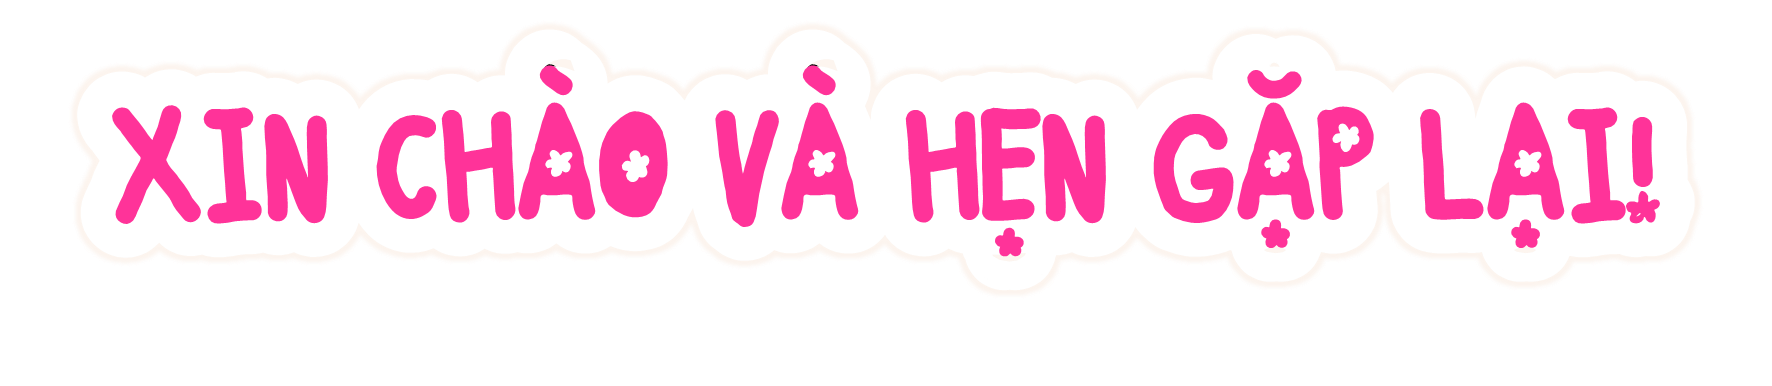 XIN CHÀO VÀ HẸN GẶP LẠI!